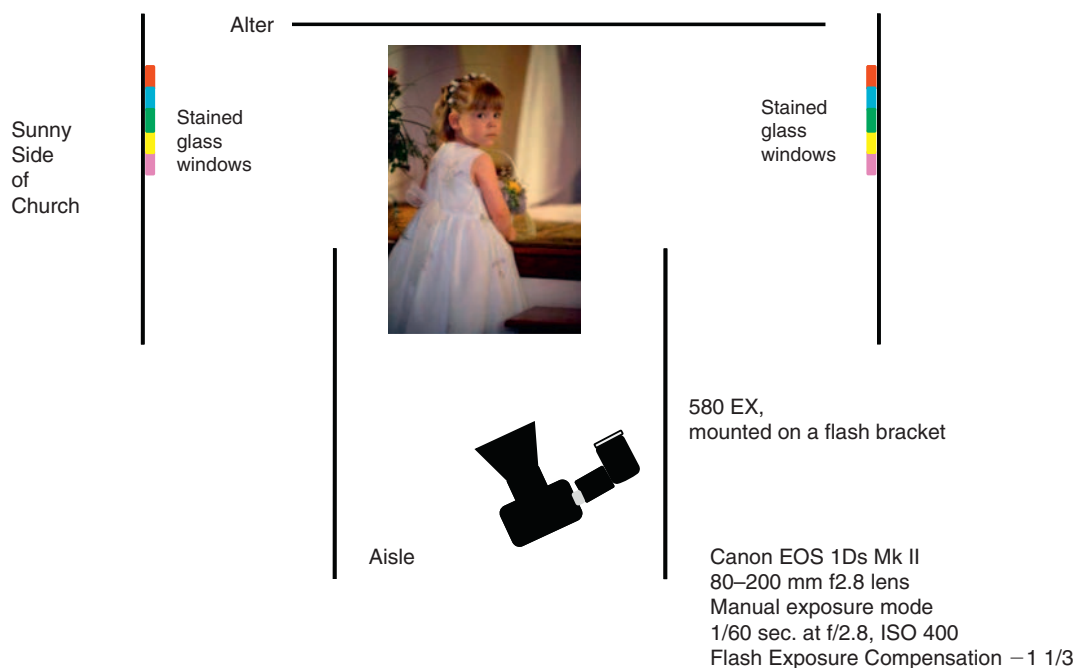 Alter
Sunny
Side
of
Church
Stained
glass
windows
Stained
glass
windows
580 EX,
mounted on a flash bracket
Aisle
Canon EOS 1Ds Mk II
80–200 mm f2.8 lens
Manual exposure mode
1/60 sec. at f/2.8, ISO 400
Flash Exposure Compensation −1 1/3